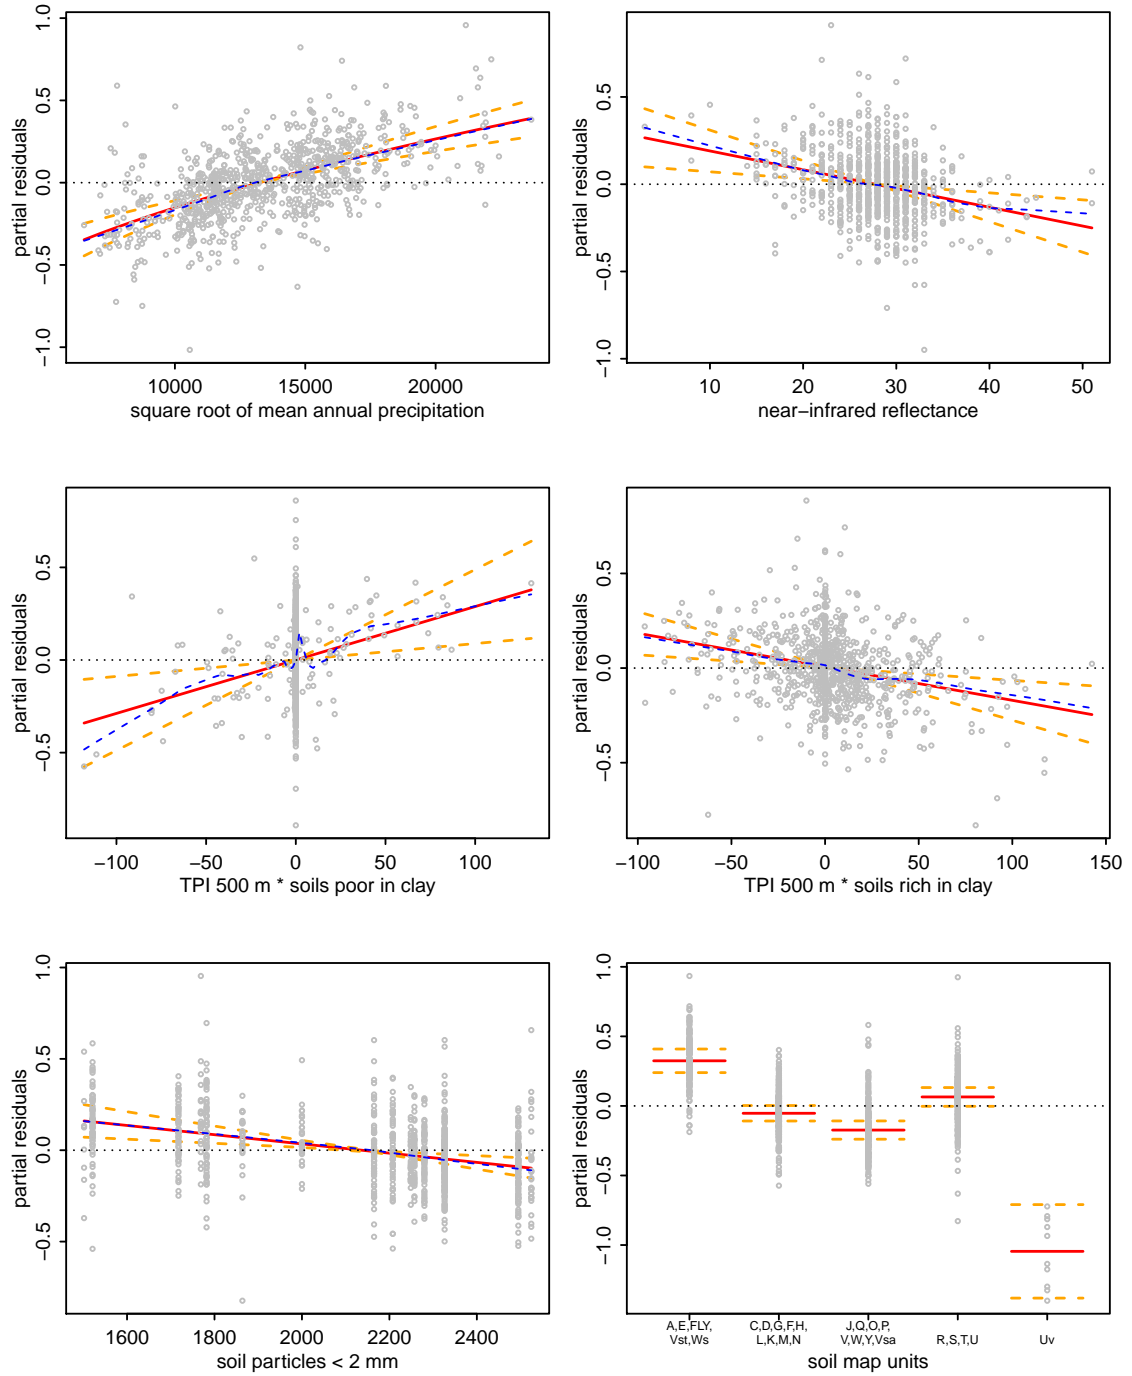 partial residuals
1.0
0.5
0.0
−0.5
−1.0
10000 15000 20000
square root of mean annual precipitation
partial residuals
0.5
0.0
−0.5
−1.0
10 20 30 40 50
near−infrared reflectance
partial residuals
0.5
0.0
−0.5
−100 −50 0 50 100
TPI 500 m * soils poor in clay
partial residuals
0.5
0.0
−0.5
−100 −50 0 50 100 150
TPI 500 m * soils rich in clay
partial residuals
1.0
0.5
0.0
−0.5
1600 1800 2000 2200 2400
soil particles < 2 mm
partial residuals
1.0
0.5
0.0
−0.5
−1.0
A,E,FLY, C,D,G,F,H, J,Q,O,P,
Vst,Ws L,K,M,N V,W,Y,Vsa R,S,T,U Uv
soil map units